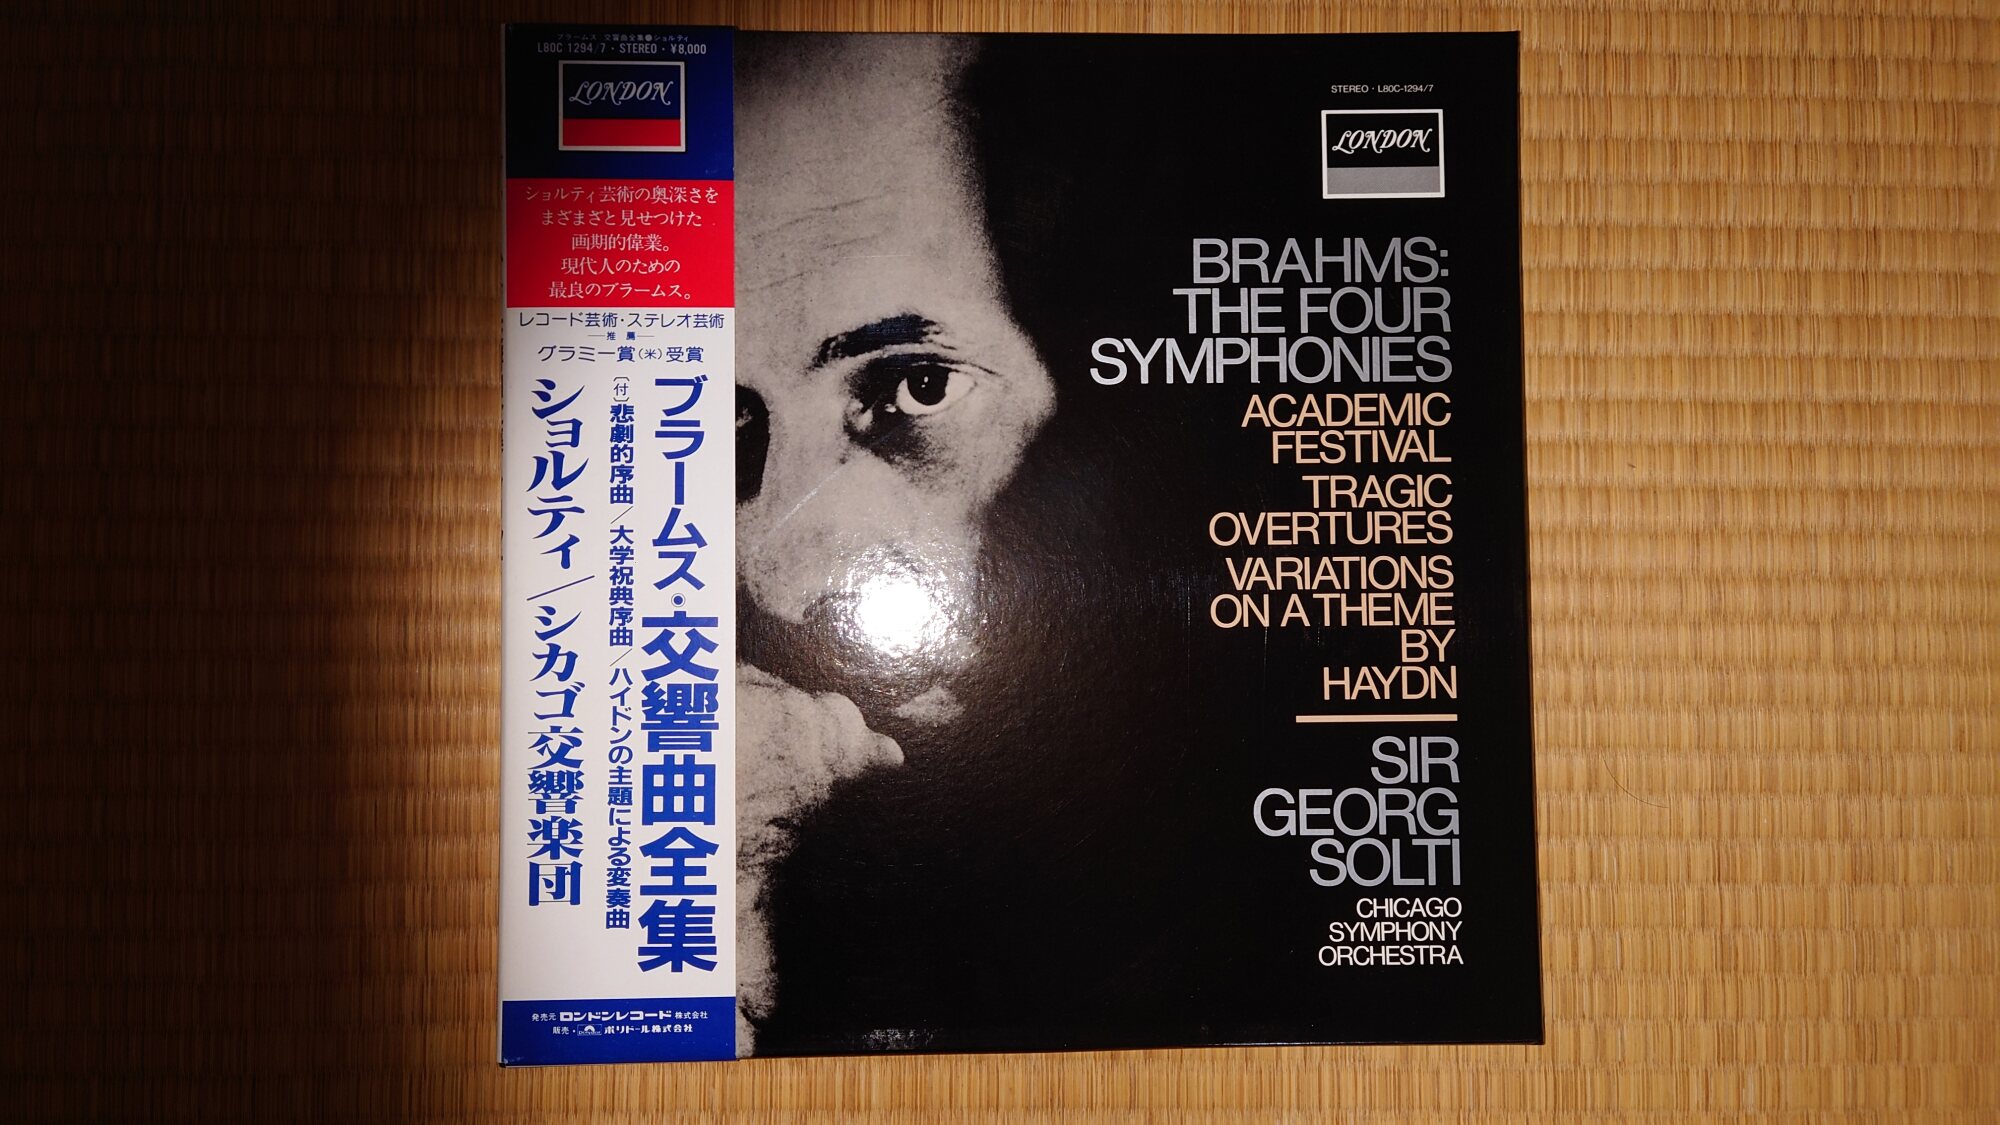 ブラームス 交響曲全集●ショルティ
L80C 1294/7・STEREO・¥8,000
LONDON
ショルティ芸術の奥深さを
まざまざと見せつけた
画期的偉業。
現代人のための
最良のブラームス。
レコード芸術・ステレオ芸術
推薦
グラミー賞(米)受賞
ブラームス・交響曲全集
〔付〕悲劇的序曲/大学祝典序曲/ハイドンの主題による変奏曲
ショルティ/シカゴ交響楽団
発売元 ロンドンレコード 株式会社
販売・ポリドール株式会社
STEREO・L80C-1294/7
LONDON
BRAHMS:
THE FOUR
SYMPHONIES
ACADEMIC
FESTIVAL
TRAGIC
OVERTURES
VARIATIONS
ON A THEME
BY
HAYDN
SIR
GEORG
SOLTI
CHICAGO
SYMPHONY
ORCHESTRA